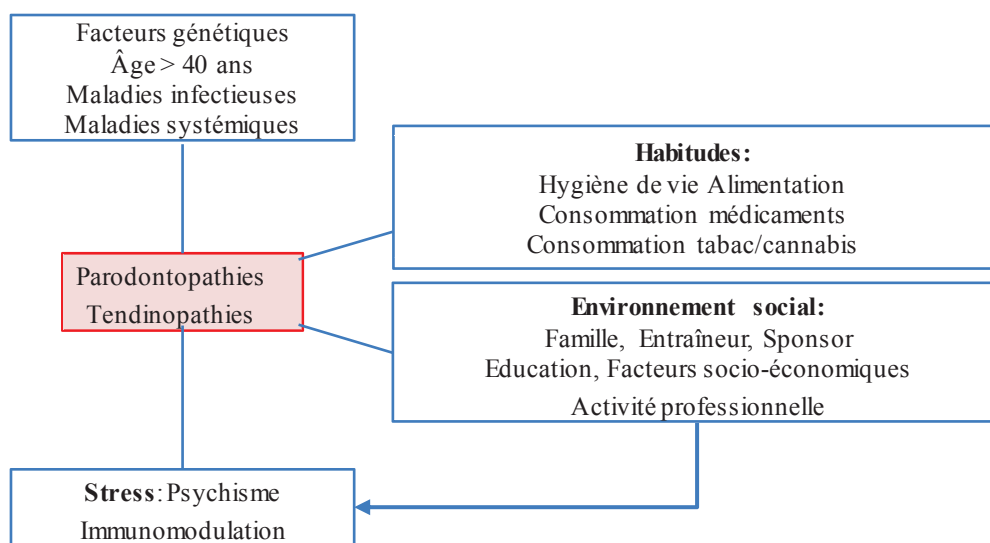 Facteurs génétiques
Âge > 40 ans
Maladies infectieuses
Maladies systémiques
Habitudes:
Hygiène de vie Alimentation
Consommation médicaments
Consommation tabac/cannabis
Parodontopathies
Tendinopathies
Environnement social:
Famille, Entraîneur, Sponsor
Education, Facteurs socio-économiques
Activité professionnelle
Stress: Psychisme
Immunomodulation